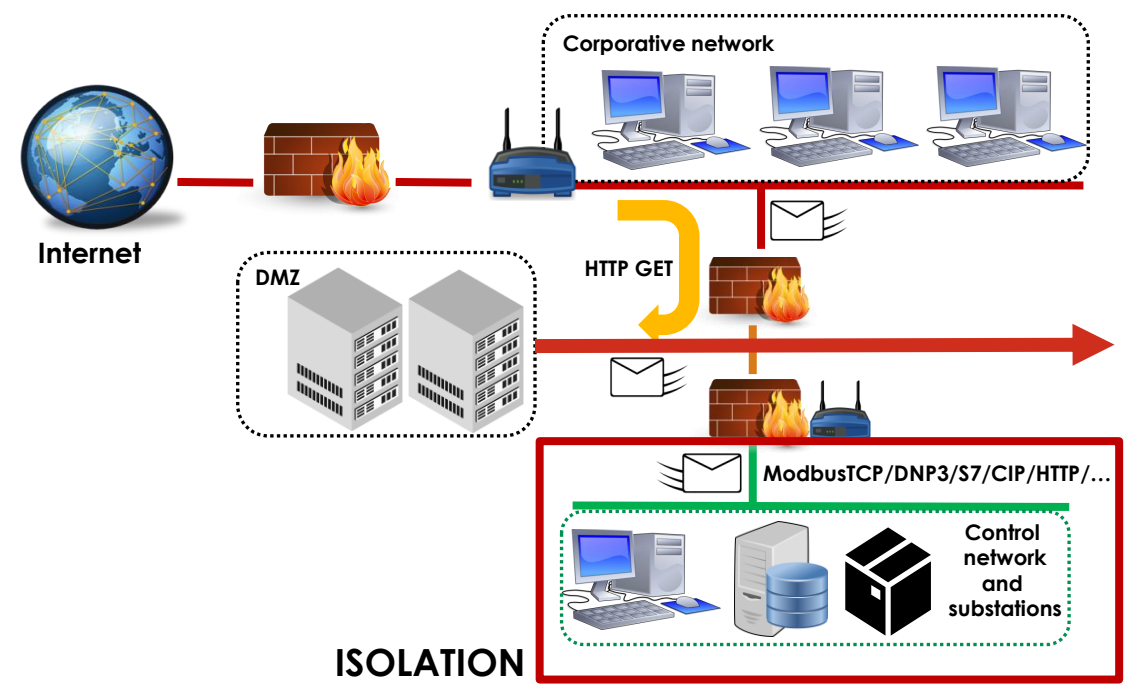 Corporative network
Internet
DMZ
HTTP GET
ModbusTCP/DNP3/S7/CIP/HTTP/…
Control
network
and
substations
ISOLATION